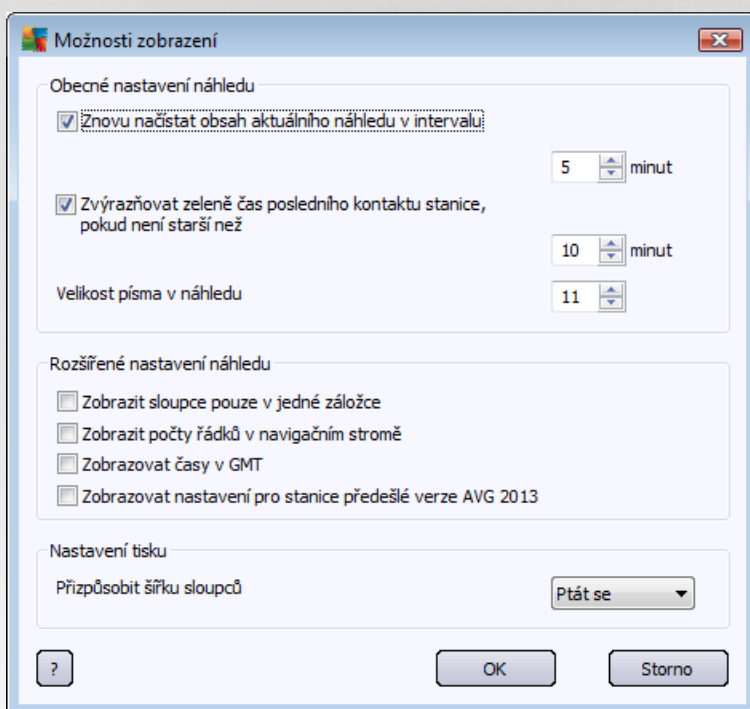 Možnosti zobrazení
Obecné nastavení náhledu
Znovu načístat obsah aktuálního náhledu v intervalu
5 minut
Zvýrazňovat zeleně čas posledního kontaktu stanice,
pokud není starší než
10 minut
Velikost písma v náhledu
11
Rozšířené nastavení náhledu
Zobrazit sloupce pouze v jedné záložce
Zobrazit počty řádků v navigačním stromě
Zobrazovat časy v GMT
Zobrazovat nastavení pro stanice předešlé verze AVG 2013
Nastavení tisku
Přizpůsobit šířku sloupců
Ptát se
? OK Storno